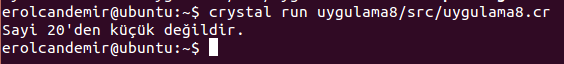 erolcandemir@ubuntu:~$ crystal run uygulama8/src/uygulama8.cr
Sayi 20'den küçük değildir.
erolcandemir@ubuntu:~$